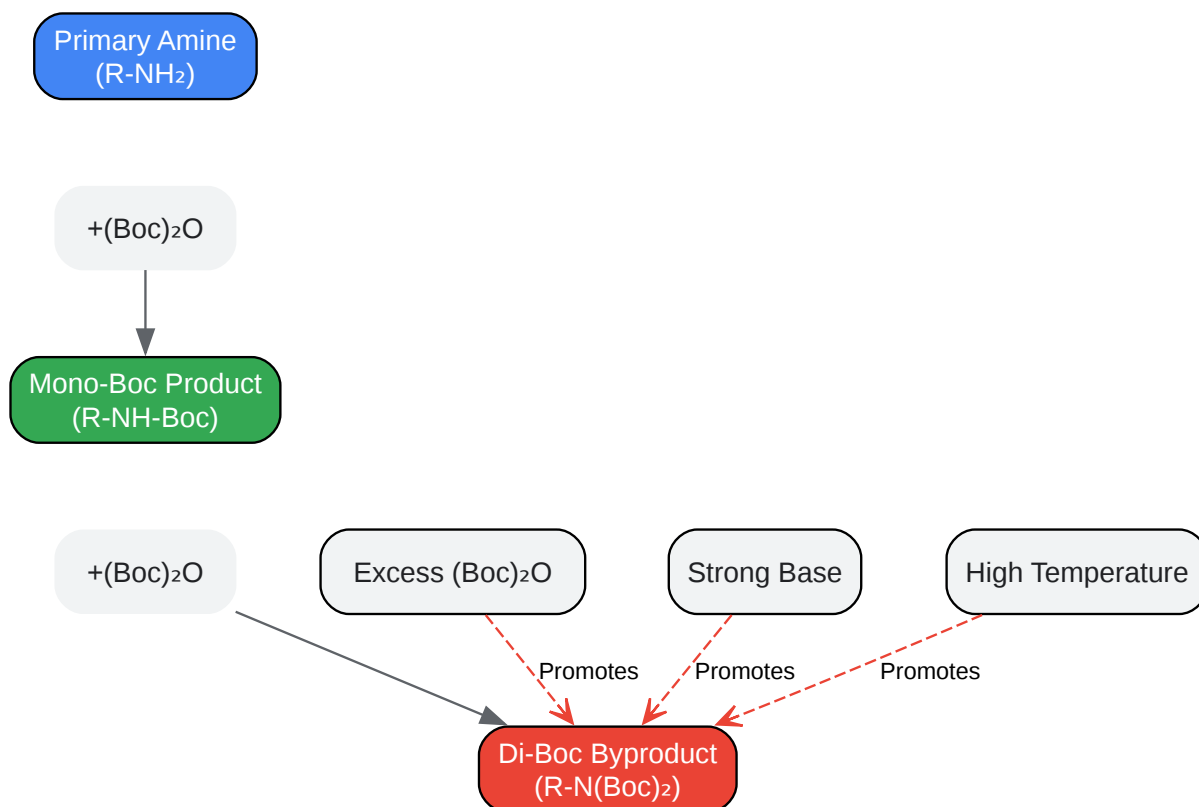 Primary Amine
(R-NH₂)
+(Boc)₂O
Mono-Boc Product
(R-NH-Boc)
+(Boc)₂O
Excess (Boc)₂O
Strong Base
High Temperature
Promotes
Promotes
Promotes
Di-Boc Byproduct
(R-N(Boc)₂)